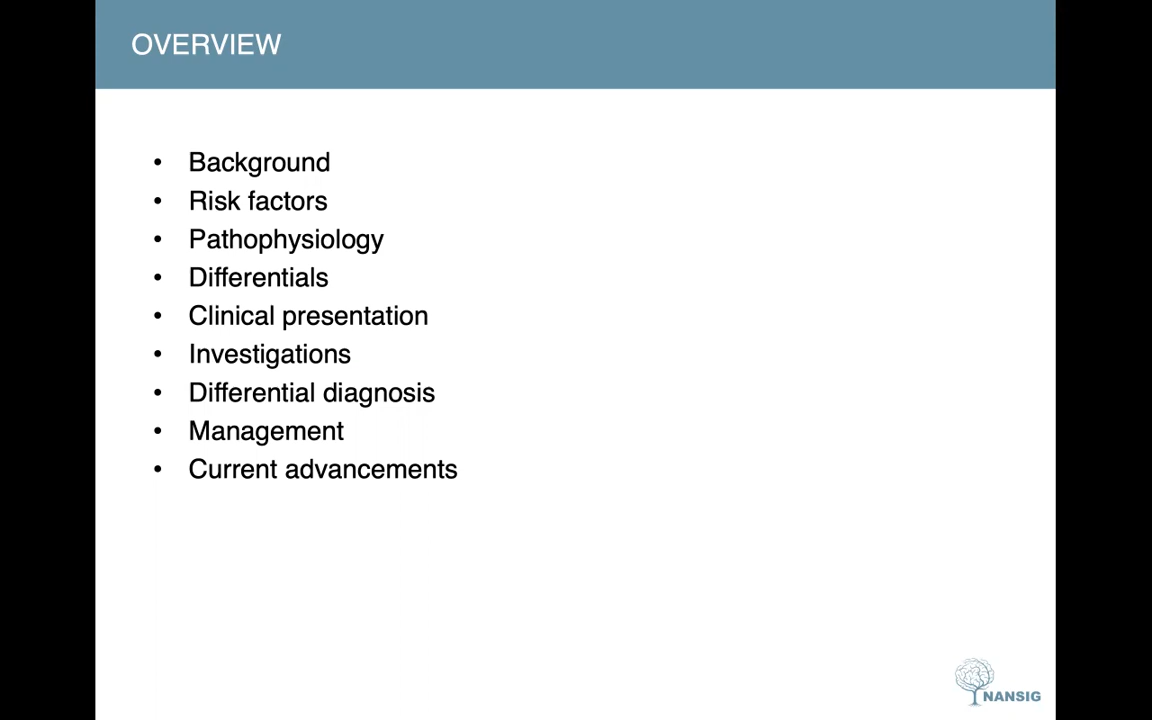 OVERVIEW
• Background
• Risk factors
• Pathophysiology
• Differentials
• Clinical presentation
• Investigations
• Differential diagnosis
• Management
• Current advancements
NANSIG